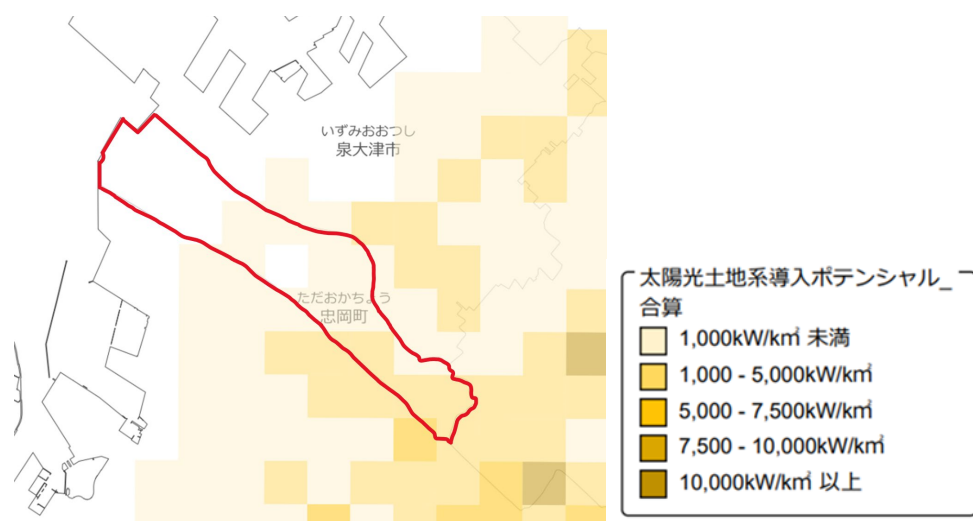 いずみおおつし
泉大津市
ただおかちょう
忠岡町
太陽光土地系導入ポテンシャル_
合算
1,000kW/k㎡ 未満
1,000 - 5,000kW/k㎡
5,000 - 7,500kW/k㎡
7,500 - 10,000kW/k㎡
10,000kW/k㎡ 以上